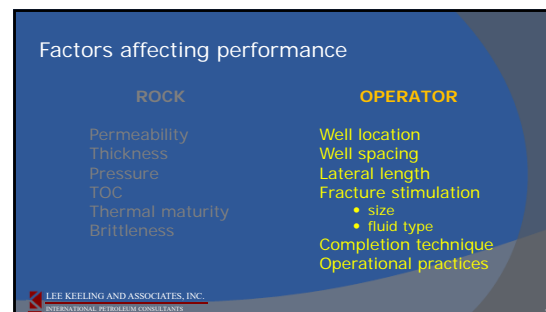 Factors affecting performance
ROCK
Permeability
Thickness
Pressure
TOC
Thermal maturity
Brittleness
OPERATOR
Well location
Well spacing
Lateral length
Fracture stimulation
• size
• fluid type
Completion technique
Operational practices
LEE KEELING AND ASSOCIATES, INC.
INTERNATIONAL PETROLEUM CONSULTANTS